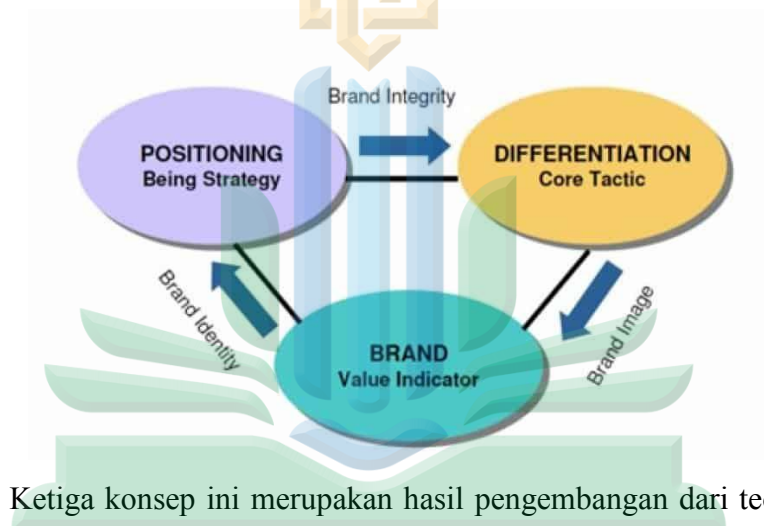 Brand Integrity
POSITIONING
Being Strategy
DIFFERENTIATION
Core Tactic
Brand Identity
Brand Image
BRAND
Value Indicator
Ketiga konsep ini merupakan hasil pengembangan dari